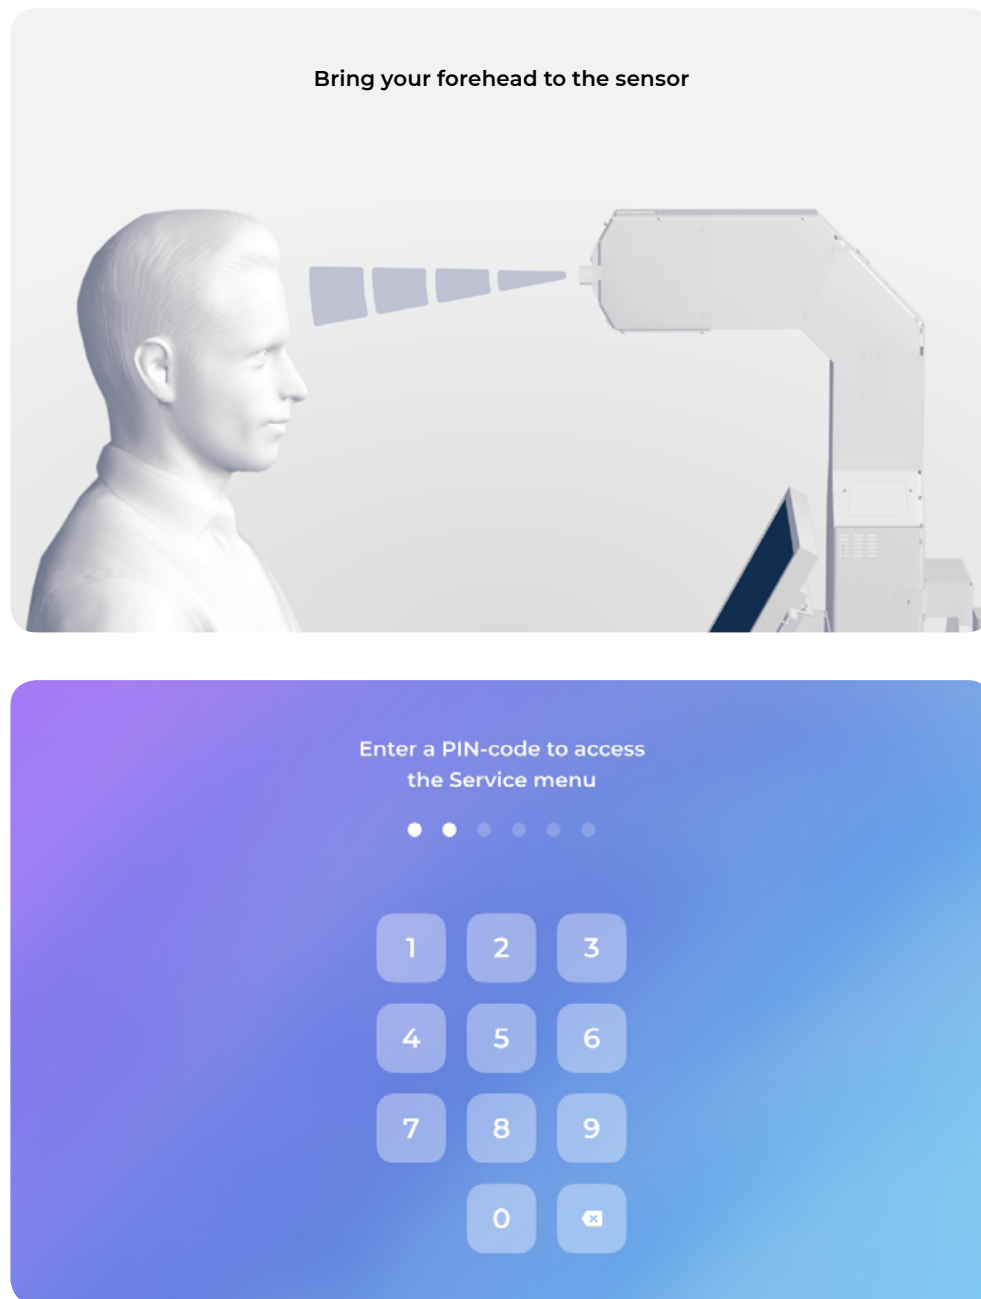 Bring your forehead to the sensor
Enter a PIN-code to access
the Service menu
1 2 3
4 5 6
7 8 9
0